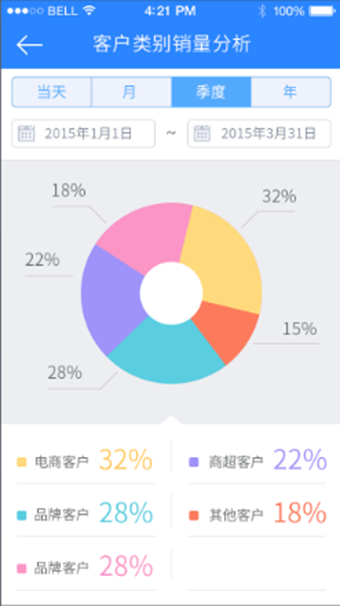 BELL 4:21 PM 100%
客户类别销量分析
当天 月 季度 年
2015年1月1日 ~ 2015年3月31日
18% 32%
22%
15%
28%
电商客户 32% 商超客户 22%
品牌客户 28% 其他客户 18%
品牌客户 28%